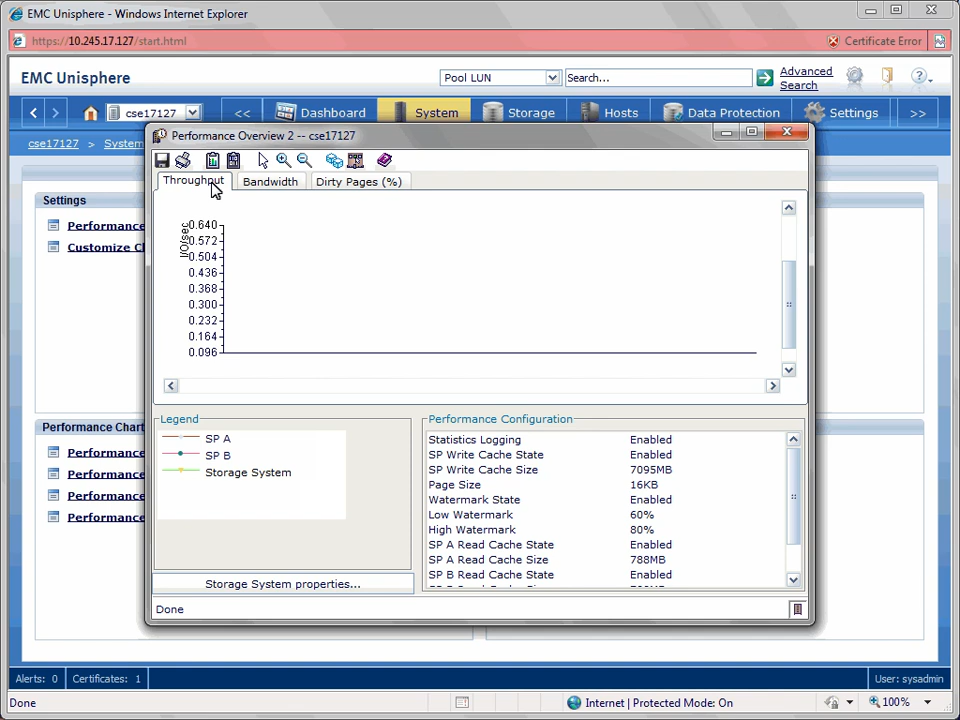 EMC Unisphere - Windows Internet Explorer
https://10.245.17.127/start.html
Certificate Error
EMC Unisphere
Pool LUN
Search...
Advanced
Search
cse17127
<<
Dashboard
System
Storage
Hosts
Data Protection
Settings
>>
cse17127 > System
Performance Overview 2 -- cse17127
Throughput
Bandwidth
Dirty Pages (%)
Settings
Performance
Customize Cl
I/O/sec
0.640
0.572
0.504
0.436
0.368
0.300
0.232
0.164
0.096
Performance Chart
Performance
Performance
Performance
Performance
Legend
SP A
SP B
Storage System
Storage System properties...
Performance Configuration
Statistics Logging Enabled
SP Write Cache State Enabled
SP Write Cache Size 7095MB
Page Size 16KB
Watermark State Enabled
Low Watermark 60%
High Watermark 80%
SP A Read Cache State Enabled
SP A Read Cache Size 788MB
SP B Read Cache State Enabled
Done
Alerts: 0
Certificates: 1
User: sysadmin
Done
Internet | Protected Mode: On
100%